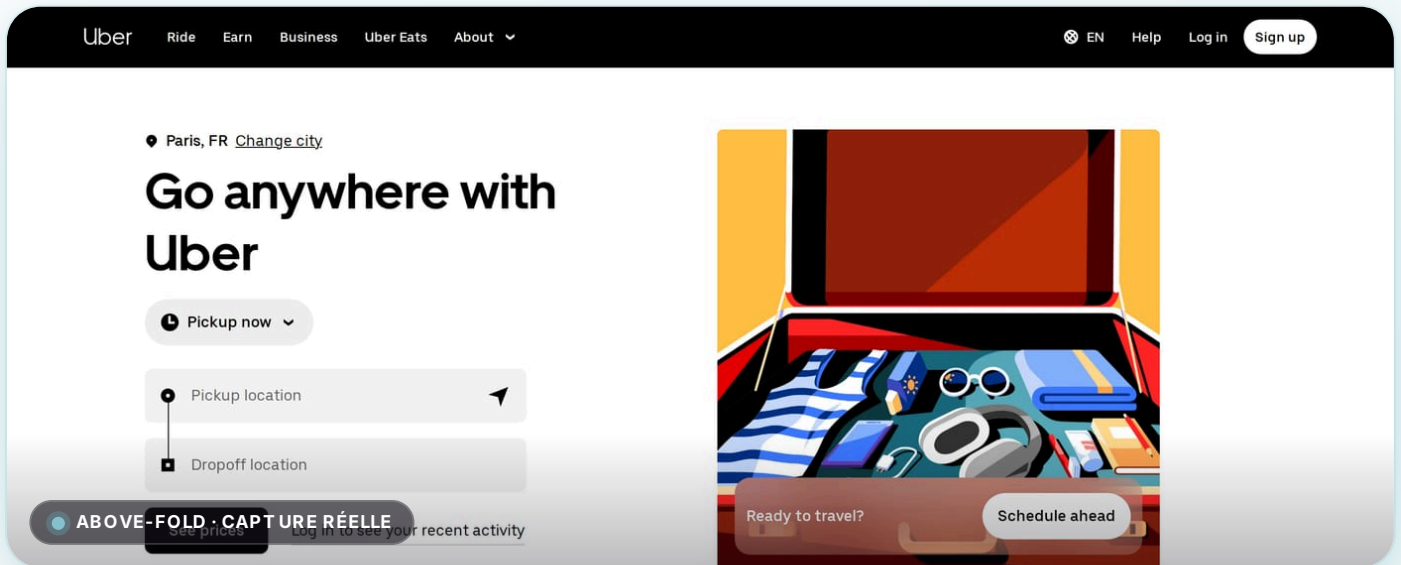 Uber Ride Earn Business Uber Eats About EN Help Log in Sign up
Paris, FR Change city
Go anywhere with
Uber
Pickup now
Pickup location
Dropoff location
ABOVE-FOLD · CAPTURE RÉELLE
See prices Log in to see your recent activity
Ready to travel? Schedule ahead